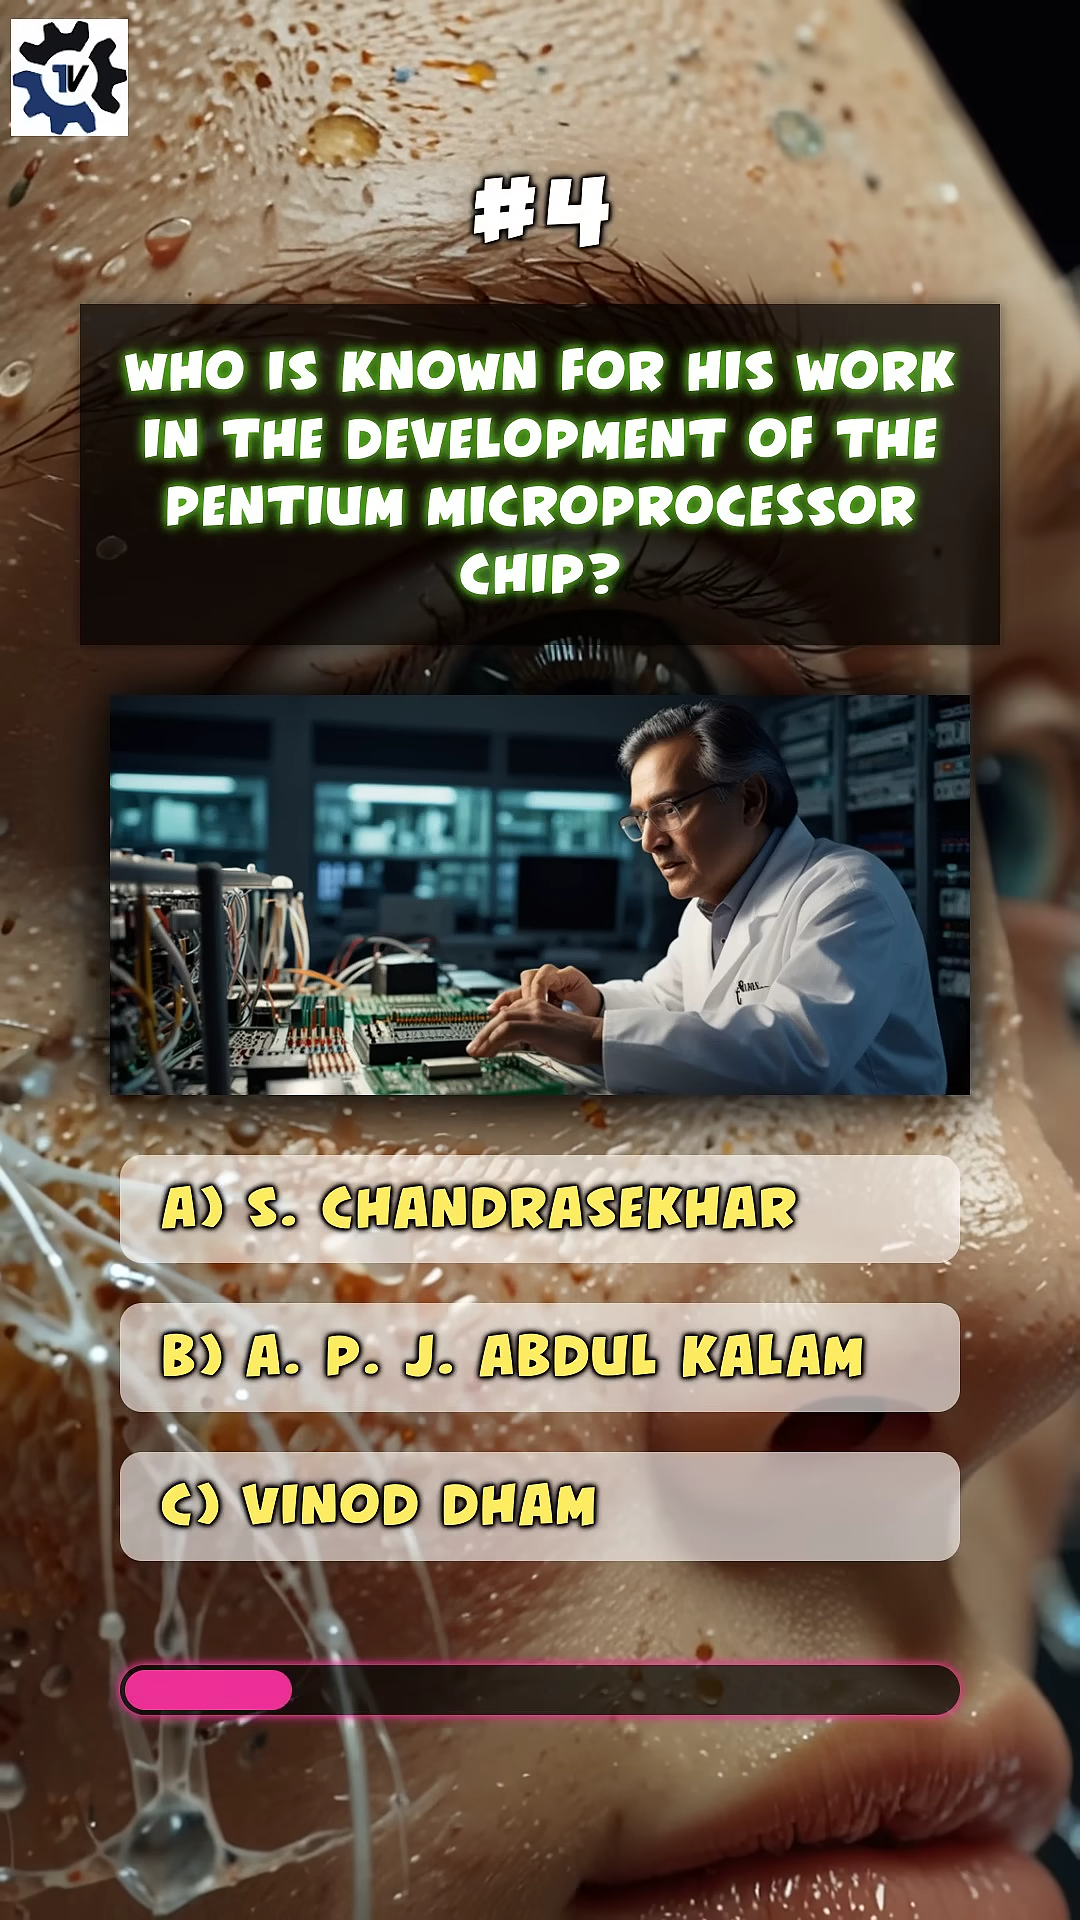 TV
#4
WHO IS KNOWN FOR HIS WORK
IN THE DEVELOPMENT OF THE
PENTIUM MICROPROCESSOR
CHIP?
A) S. CHANDRASEKHAR
B) A. P. J. ABDUL KALAM
C) VINOD DHAM